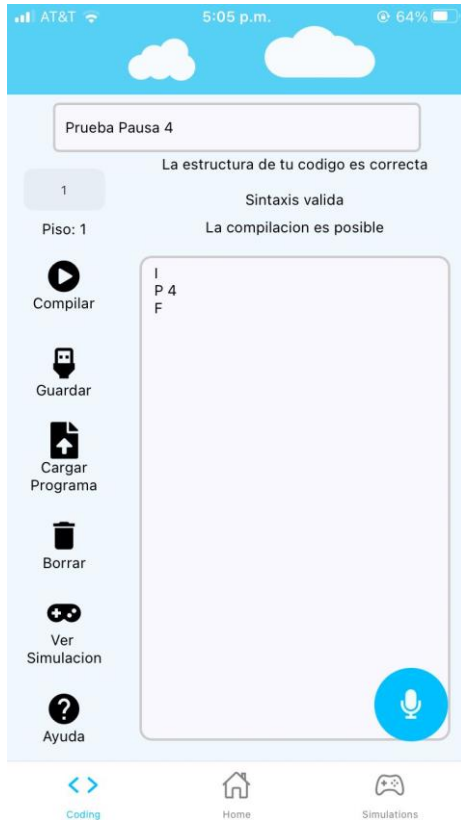 AT&T 5:05 p.m. 64%
Prueba Pausa 4
La estructura de tu codigo es correcta
1
Sintaxis valida
Piso: 1
La compilacion es posible
I
P 4
F
Compilar
Guardar
Cargar
Programa
Borrar
Ver
Simulacion
Ayuda
Coding Home Simulations